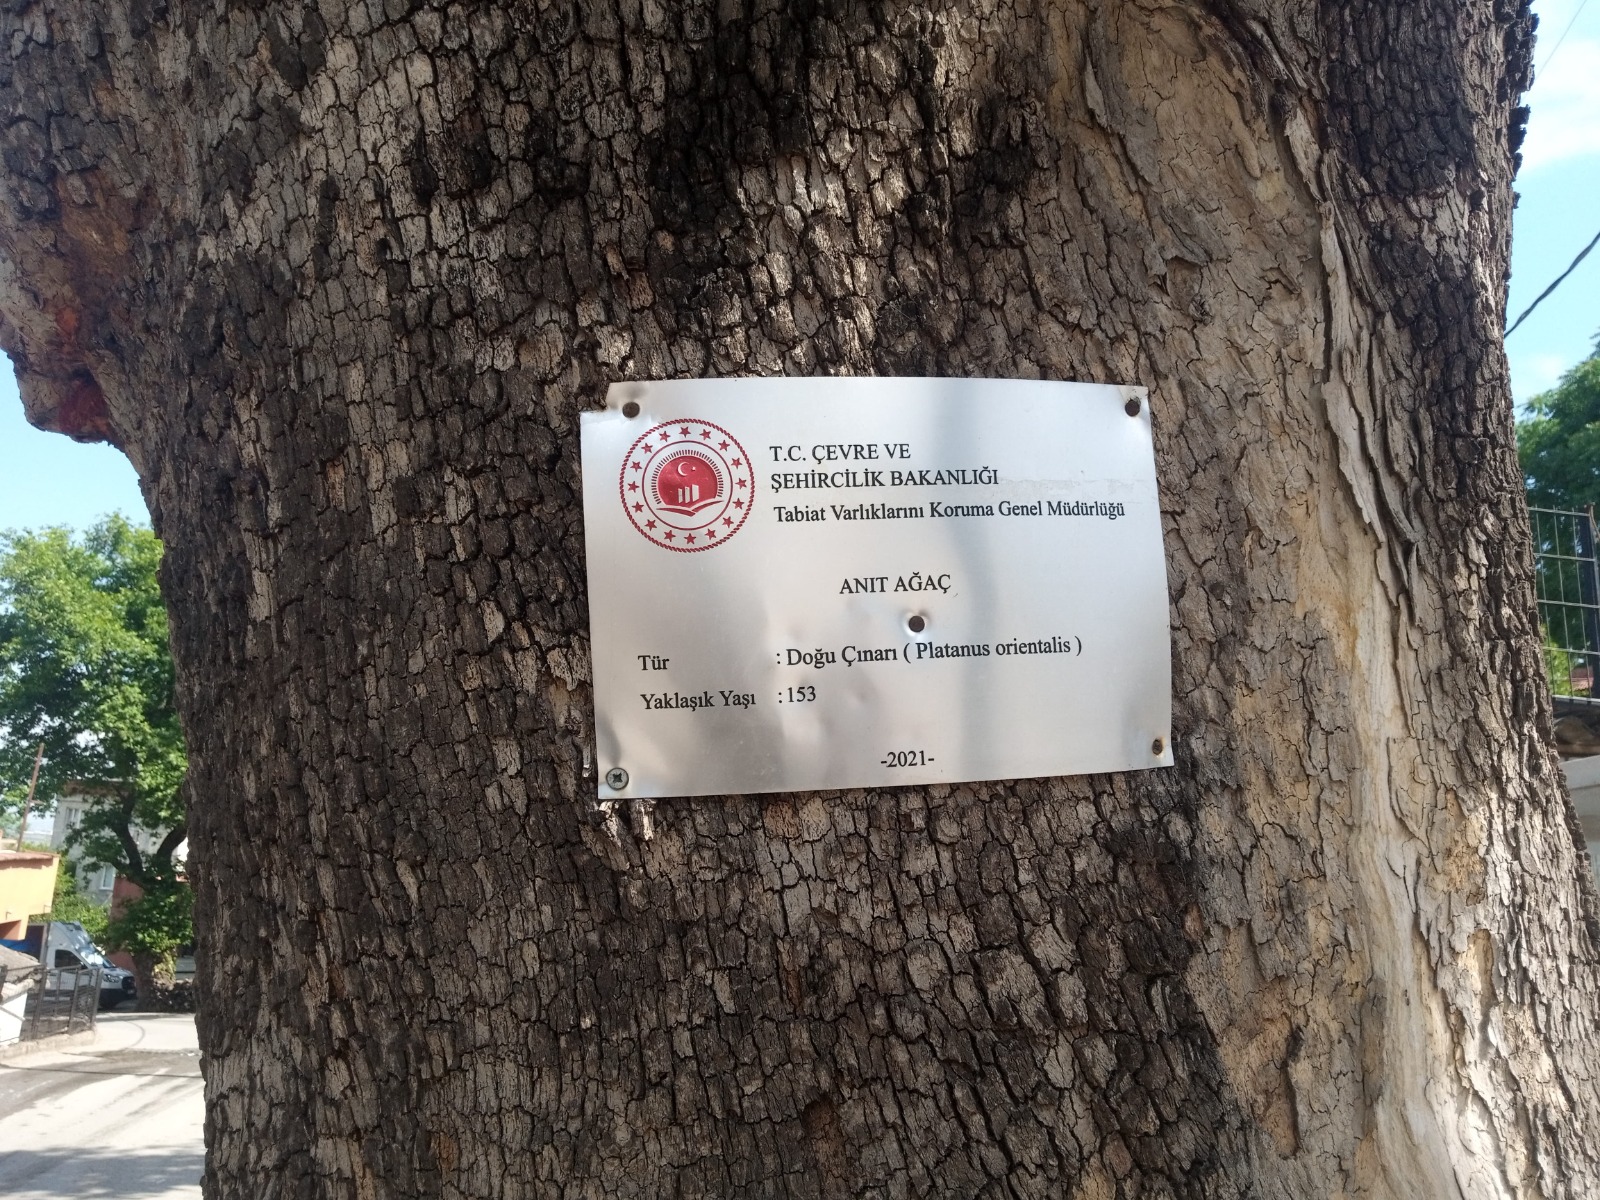 T.C. ÇEVRE VE
ŞEHİRCİLİK BAKANLIĞI
Tabiat Varlıklarını Koruma Genel Müdürlüğü
ANIT AĞAÇ
Tür : Doğu Çınarı ( Platanus orientalis )
Yaklaşık Yaşı : 153
-2021-